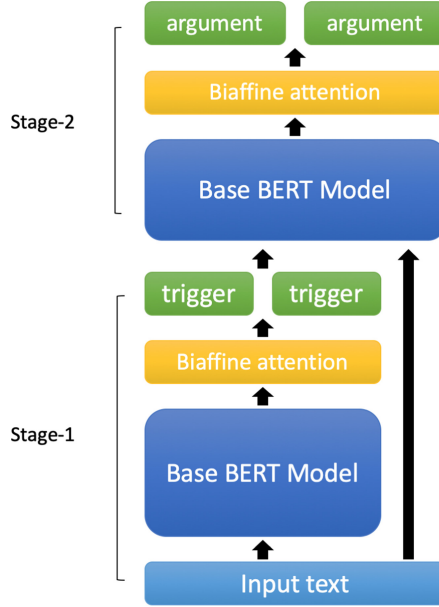 argument argument
Biaffine attention
Stage-2
Base BERT Model
trigger trigger
Biaffine attention
Stage-1
Base BERT Model
Input text